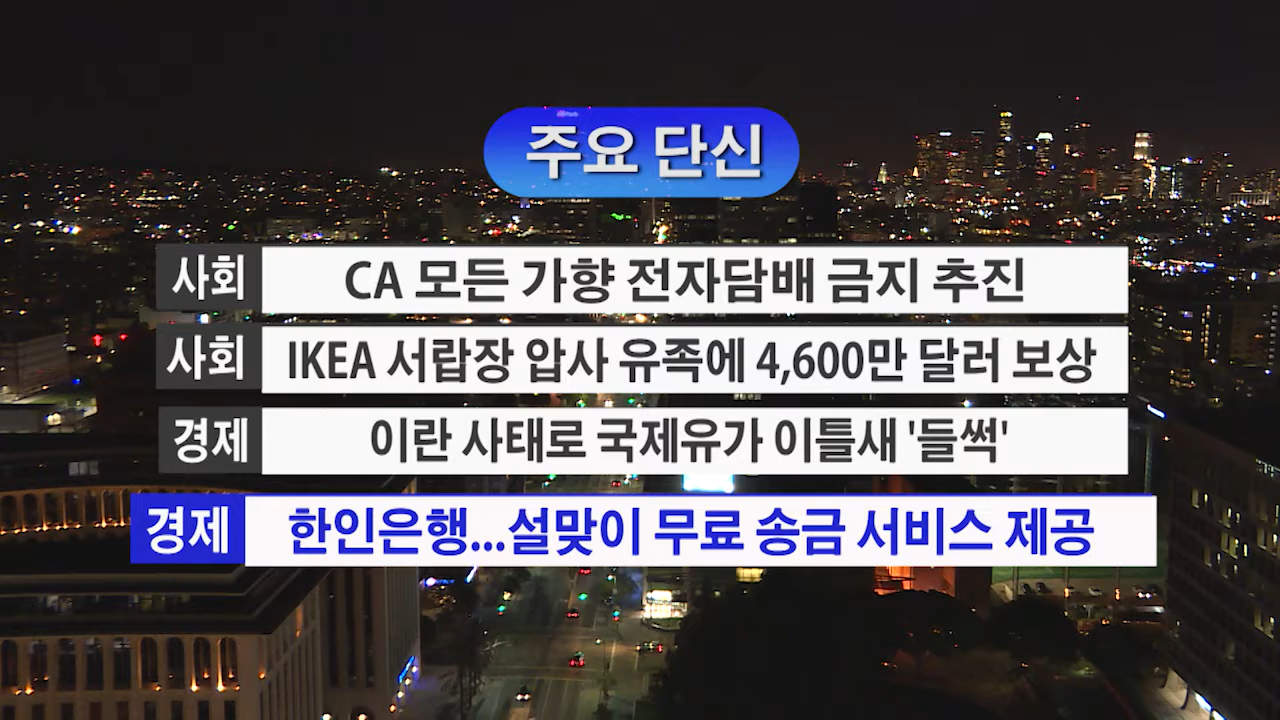 주요 단신
사회 CA 모든 가향 전자담배 금지 추진
사회 IKEA 서랍장 압사 유족에 4,600만 달러 보상
경제 이란 사태로 국제유가 이틀새 '들썩'
경제 한인은행...설맞이 무료 송금 서비스 제공